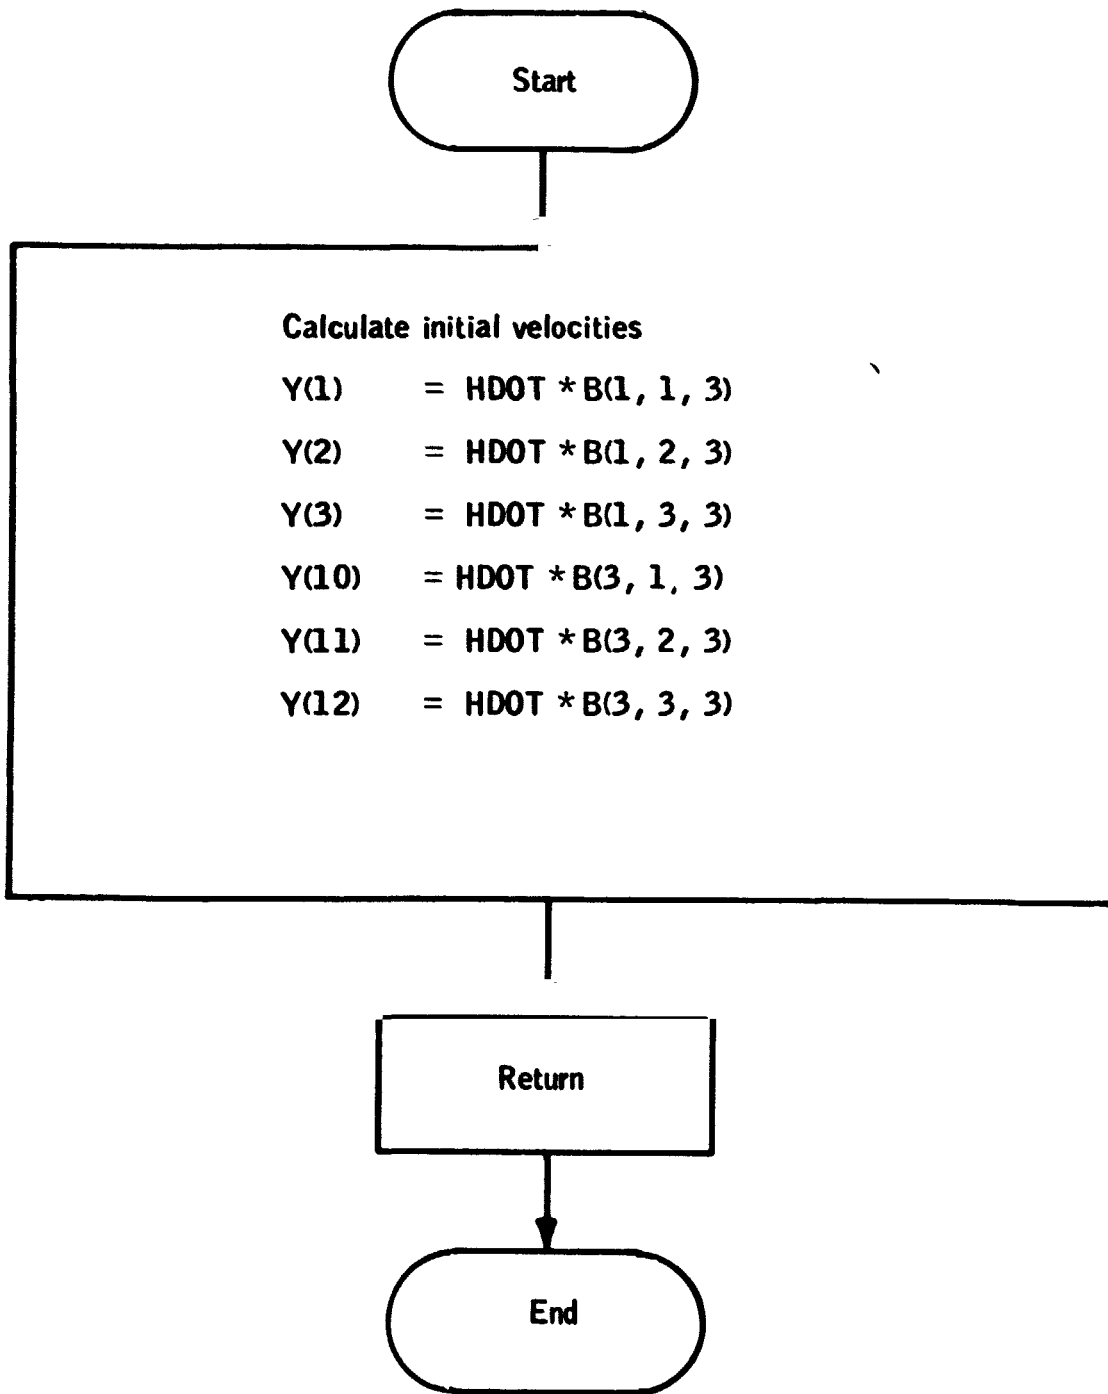 Start
Calculate initial velocities
Y(1) = HDOT * B(1, 1, 3)
Y(2) = HDOT * B(1, 2, 3)
Y(3) = HDOT * B(1, 3, 3)
Y(10) = HDOT * B(3, 1, 3)
Y(11) = HDOT * B(3, 2, 3)
Y(12) = HDOT * B(3, 3, 3)
Return
End